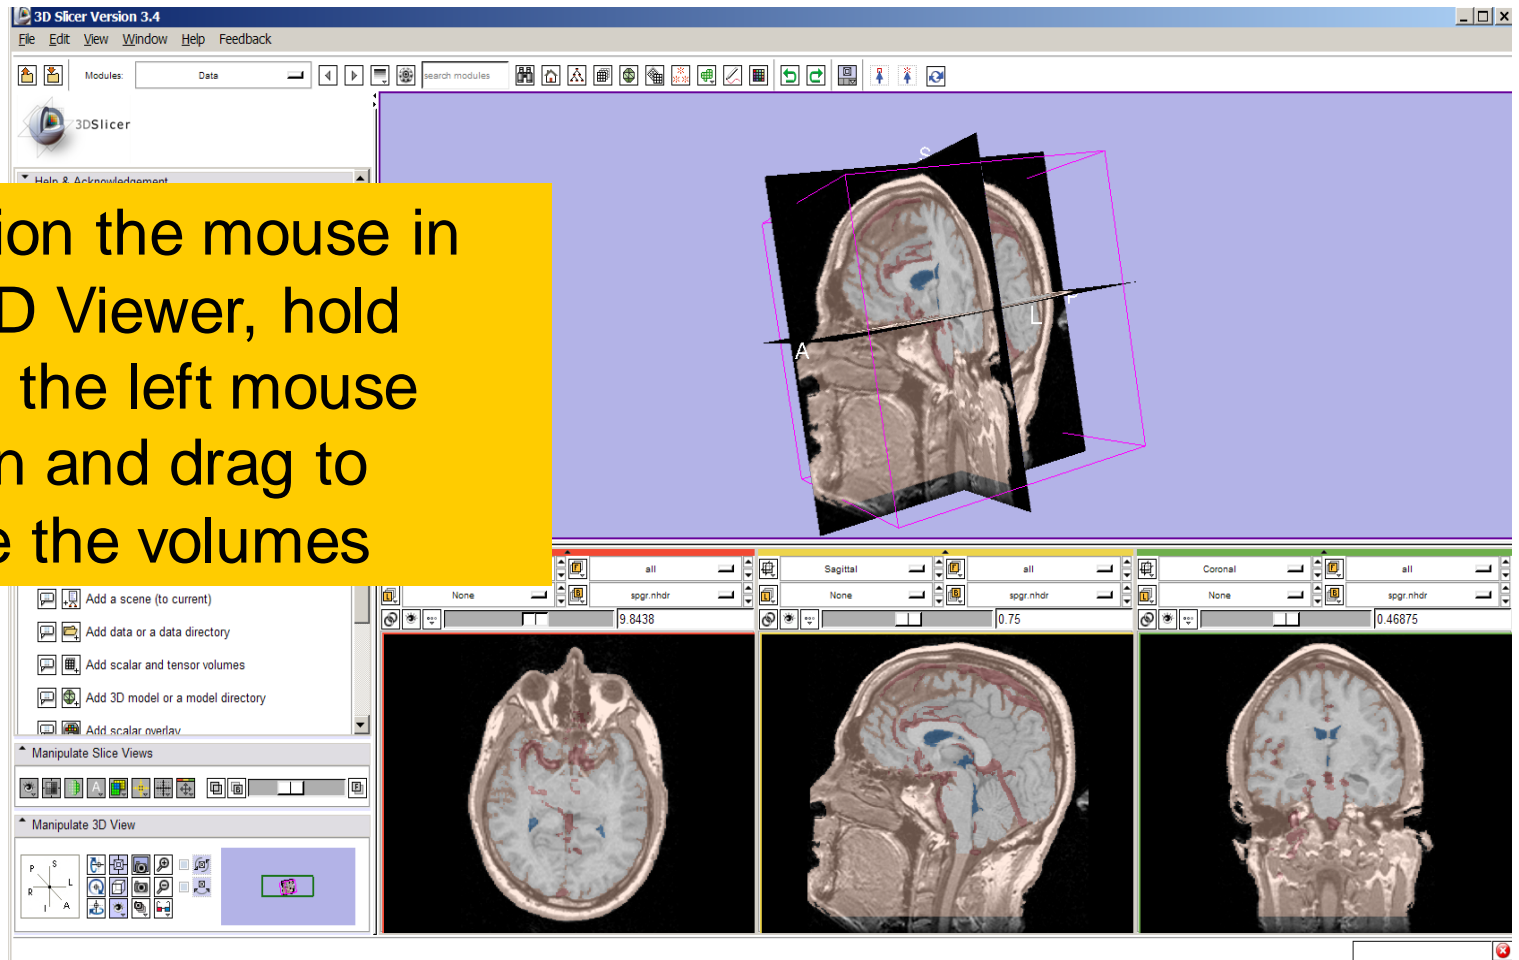 3D Slicer Version 3.4
File Edit View Window Help Feedback
Modules: Data search modules
3DSlicer
Help & Acknowledgement
ion the mouse in
D Viewer, hold
the left mouse
n and drag to
e the volumes
S
A
L
all
Sagittal all
Coronal all
None spgr.nhdr
None spgr.nhdr
None spgr.nhdr
9.8438
0.75
0.46875
Add a scene (to current)
Add data or a data directory
Add scalar and tensor volumes
Add 3D model or a model directory
Add scalar overlay
Manipulate Slice Views
Manipulate 3D View
P S
R L
I A